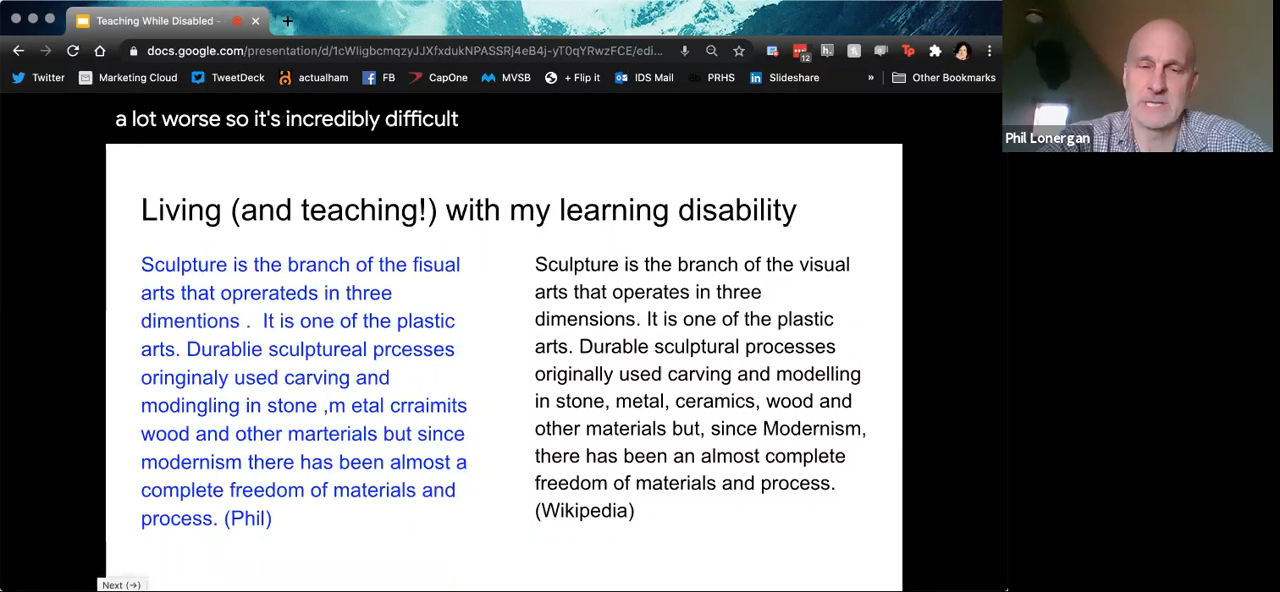 Teaching While Disabled -
docs.google.com/presentation/d/1cWIigbcmqzyJJXfxdukNPASSRj4eB4j-yT0qYRwzFCE/edi...
12
Twitter
Marketing Cloud
TweetDeck
actualham
FB
CapOne
MVSB
+ Flip it
IDS Mail
PRHS
Slideshare
»
Other Bookmarks
a lot worse so it's incredibly difficult
Phil Lonergan
Living (and teaching!) with my learning disability
Sculpture is the branch of the fisual
arts that oprerateds in three
dimentions .  It is one of the plastic
arts. Durablie sculptureal prcesses
oringinaly used carving and
modingling in stone ,m etal crraimits
wood and other marterials but since
modernism there has been almost a
complete freedom of materials and
process. (Phil)
Sculpture is the branch of the visual
arts that operates in three
dimensions. It is one of the plastic
arts. Durable sculptural processes
originally used carving and modelling
in stone, metal, ceramics, wood and
other materials but, since Modernism,
there has been an almost complete
freedom of materials and process.
(Wikipedia)
Next (→)